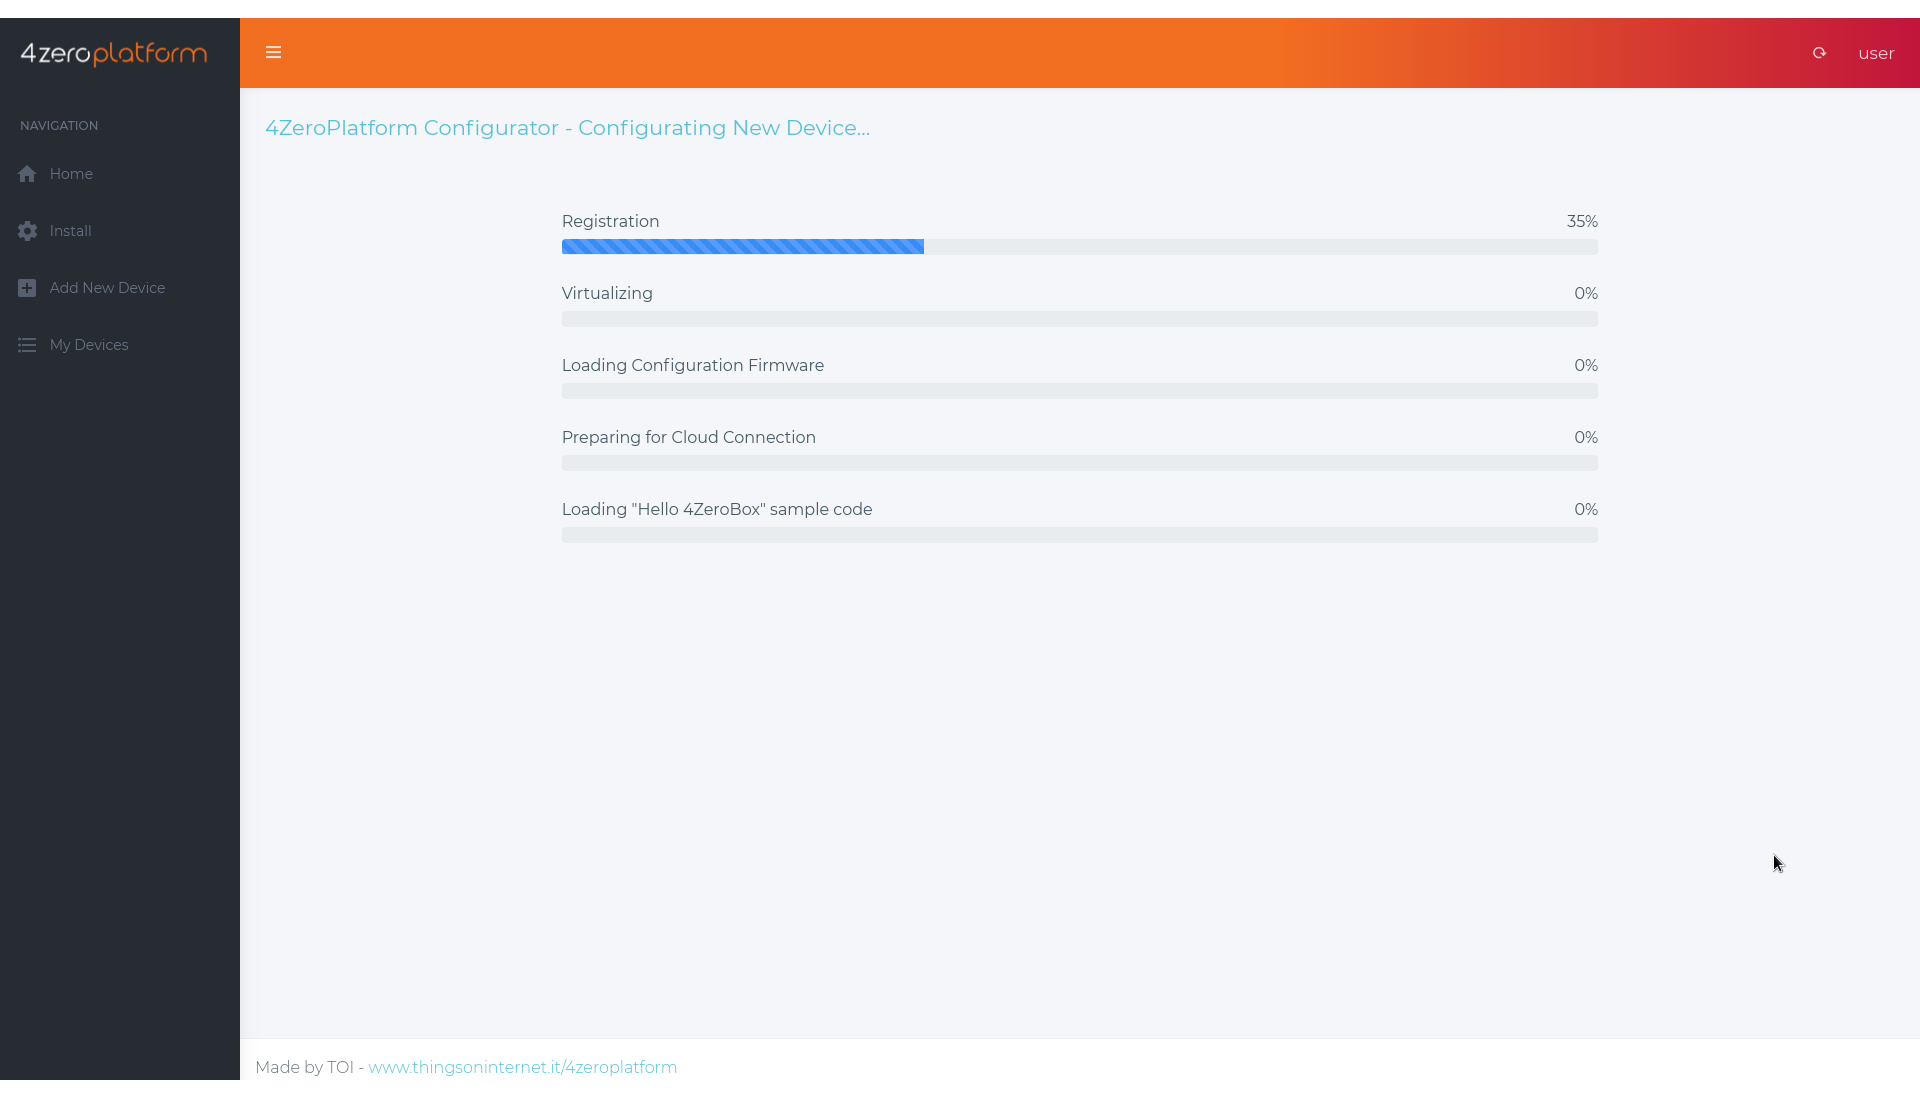 4zeroplatform
user
NAVIGATION
Home
Install
Add New Device
My Devices
4ZeroPlatform Configurator - Configurating New Device...
Registration 35%
Virtualizing 0%
Loading Configuration Firmware 0%
Preparing for Cloud Connection 0%
Loading "Hello 4ZeroBox" sample code 0%
Made by TOI - www.thingsoninternet.it/4zeroplatform